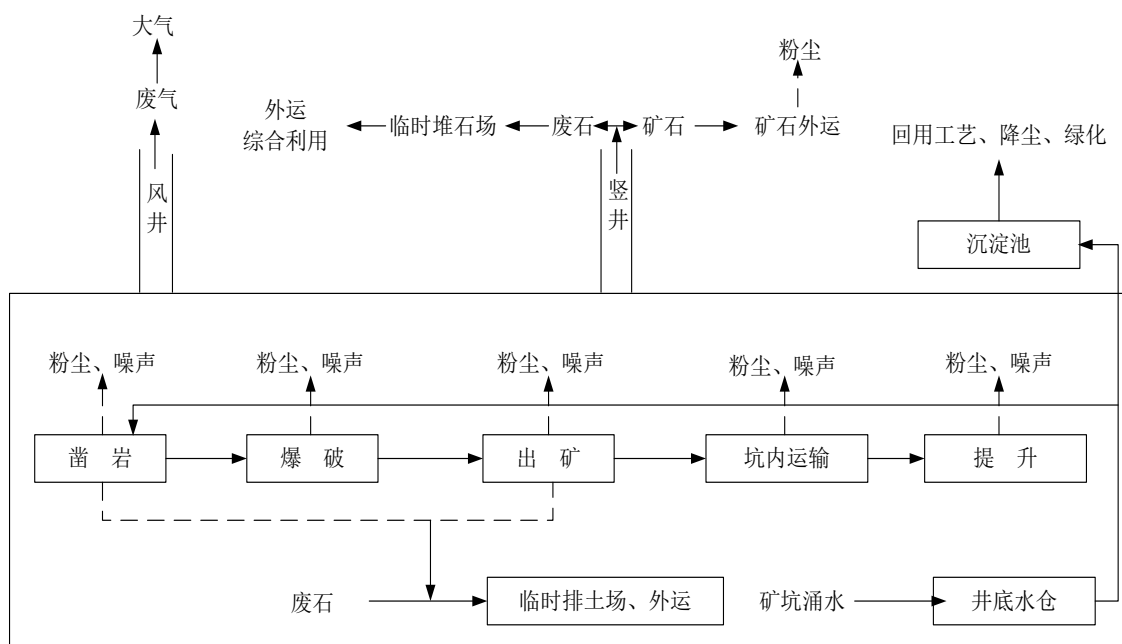 大气
粉尘
废气
外运
综合利用
临时堆石场
废石
矿石
矿石外运
回用工艺、降尘、绿化
风井
竖井
沉淀池
粉尘、噪声
粉尘、噪声
粉尘、噪声
粉尘、噪声
粉尘、噪声
凿 岩
爆 破
出 矿
坑内运输
提 升
废石
临时排土场、外运
矿坑涌水
井底水仓